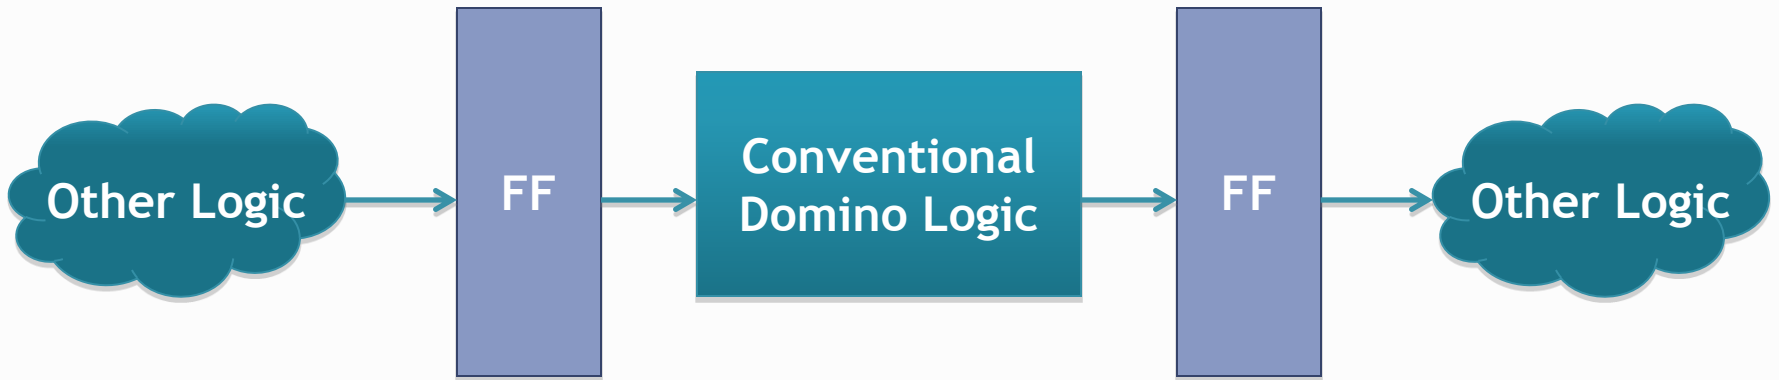 Other Logic
FF
Conventional
Domino Logic
FF
Other Logic